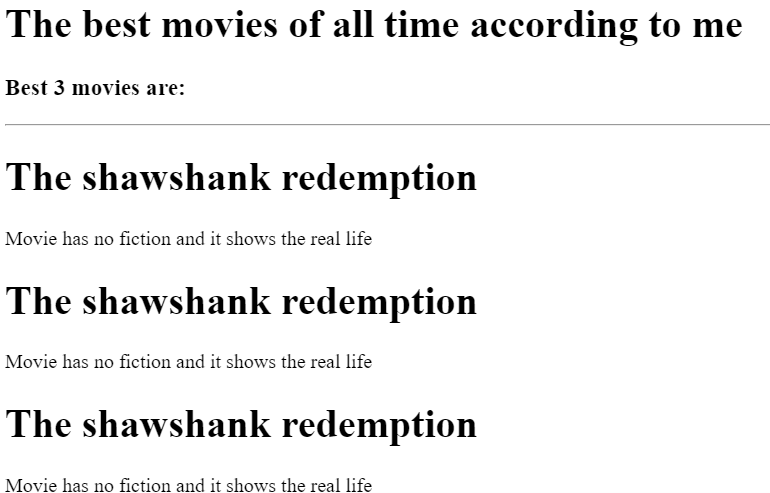 The best movies of all time according to me
Best 3 movies are:
The shawshank redemption
Movie has no fiction and it shows the real life
The shawshank redemption
Movie has no fiction and it shows the real life
The shawshank redemption
Movie has no fiction and it shows the real life